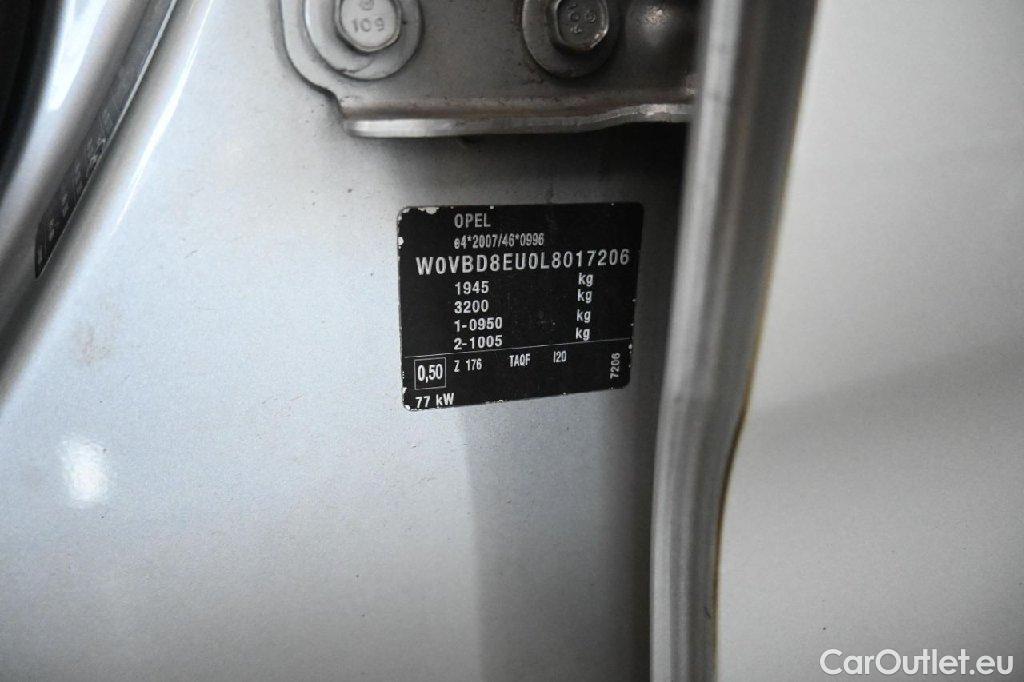 109
OPEL
e4*2007/46*0996
W0VBD8EU0L8017206
1945 kg
3200 kg
1-0950 kg
2-1005 kg
0,50 Z 176 TAQF I20
7206
77 kW
CarOutlet.eu